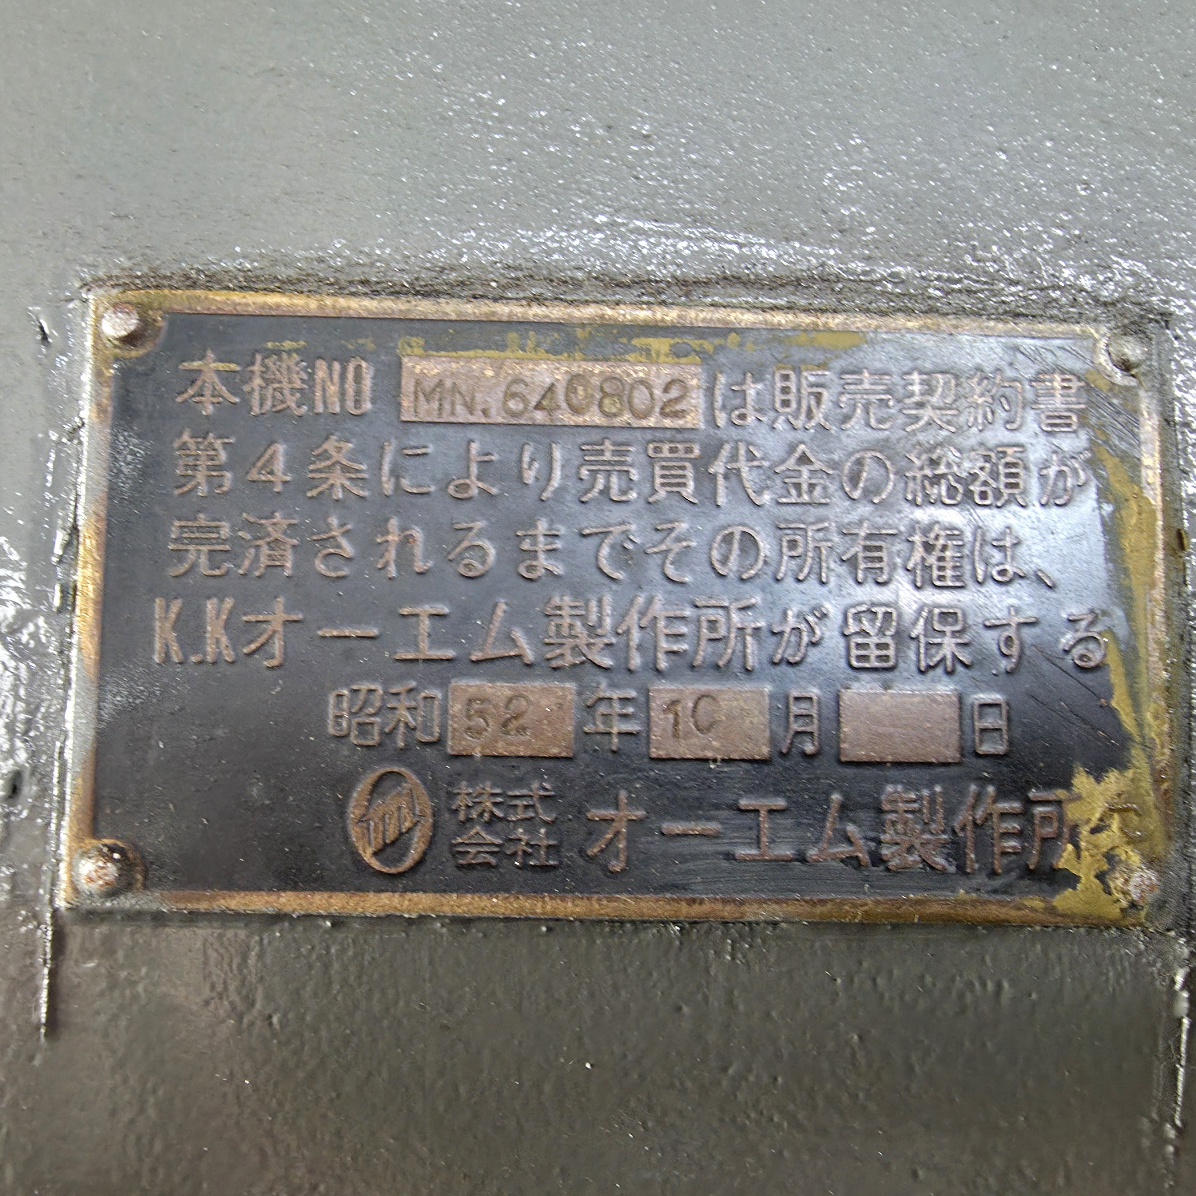 本機NO MN.640802 は販売契約書
第4条により売買代金の総額が
完済されるまでその所有権は、
K.Kオーエム製作所が留保する
昭和 52 年 10 月 日
OM 株式会社 オーエム製作所